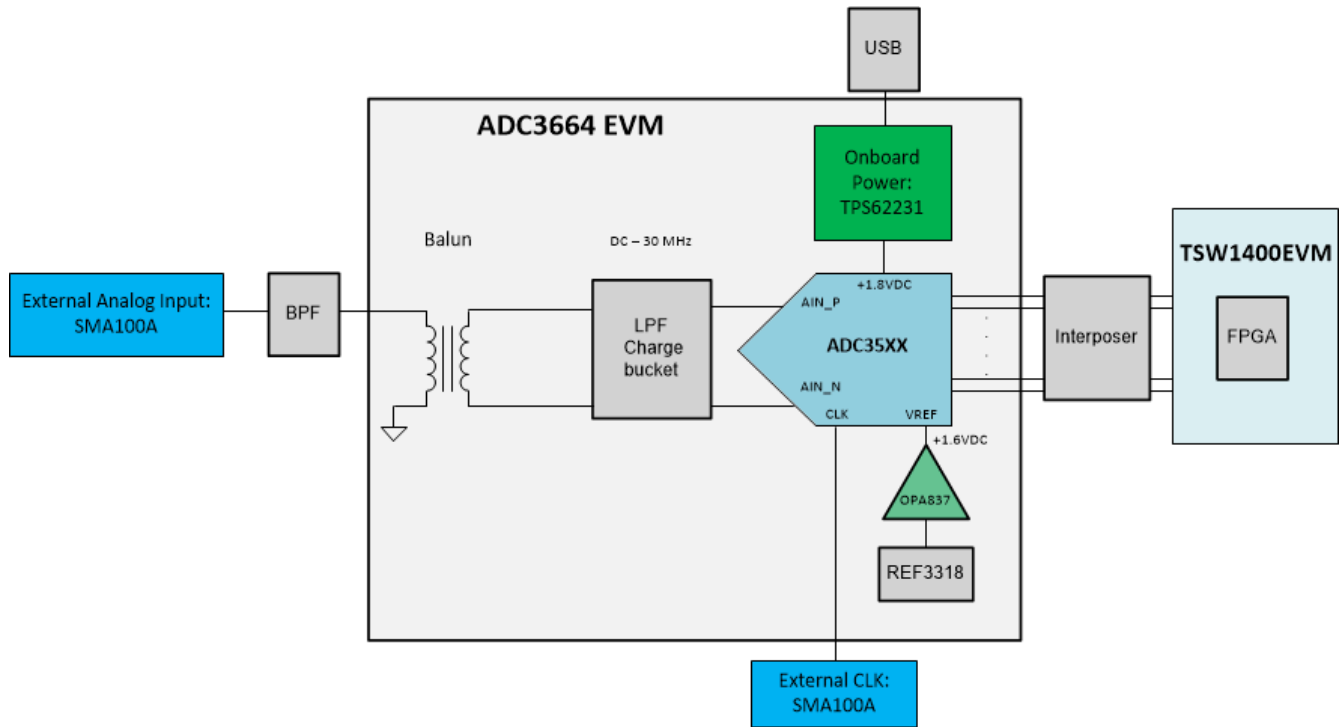 USB
ADC3664 EVM
Onboard
Power:
TPS62231
Balun
DC – 30 MHz
TSW1400EVM
External Analog Input:
SMA100A
BPF
LPF
Charge
bucket
+1.8VDC
AIN_P
ADC35XX
AIN_N
CLK
VREF
Interposer
FPGA
+1.6VDC
OPA837
REF3318
External CLK:
SMA100A